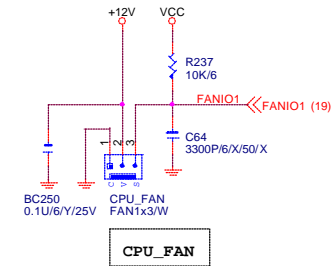 +12V
VCC
R237
10K/6
FANIO1
FANIO1 (19)
C64
3300P/6/X/50/X
1
2
3
C
V
S
BC250
0.1U/6/Y/25V
CPU_FAN
FAN1x3/W
CPU_FAN